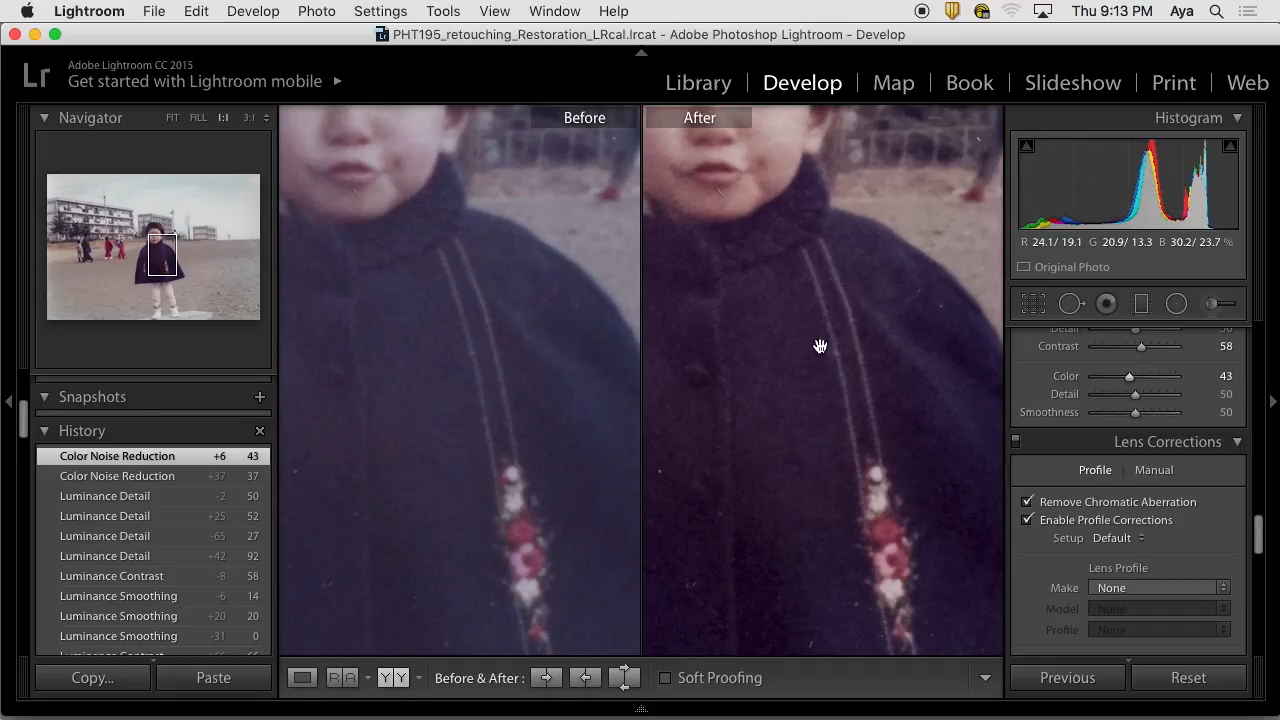 Lightroom File Edit Develop Photo Settings Tools View Window Help Thu 9:13 PM Aya
Lr PHT195_retouching_Restoration_LRcal.lrcat - Adobe Photoshop Lightroom - Develop
Lr Adobe Lightroom CC 2015
Get started with Lightroom mobile
Library Develop Map Book Slideshow Print Web
Navigator FIT FILL 1:1 3:1
Before After
Histogram
R 24.1/ 19.1 G 20.9/ 13.3 B 30.2/ 23.7 %
Original Photo
Detail 50
Contrast 58
Color 43
Detail 50
Smoothness 50
Snapshots
History
Color Noise Reduction +6 43
Color Noise Reduction +37 37
Luminance Detail -2 50
Luminance Detail +25 52
Luminance Detail -65 27
Luminance Detail +42 92
Luminance Contrast -8 58
Luminance Smoothing -6 14
Luminance Smoothing +20 20
Luminance Smoothing -31 0
Lens Corrections
Profile Manual
Remove Chromatic Aberration
Enable Profile Corrections
Setup Default
Lens Profile
Make None
Model None
Profile None
Copy... Paste
R A Y Y Before & After : Soft Proofing
Previous Reset